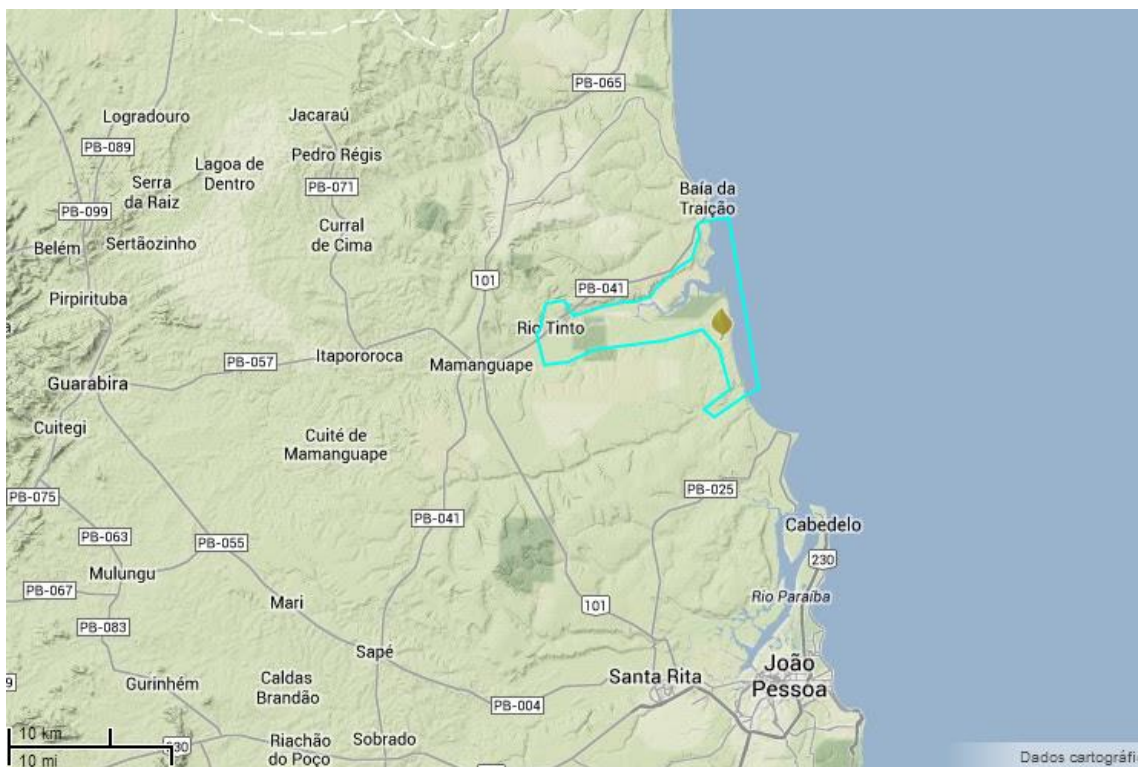 PB-065
Logradouro
Jacaraú
PB-089
Pedro Régis
Lagoa de
Dentro
Serra
da Raiz
PB-071
Baía da
Traição
PB-099
Curral
de Cima
Belém
Sertãozinho
101
PB-041
Pirpirituba
Rio Tinto
Itapororoca
PB-057
Mamanguape
Guarabira
Cuitegi
Cuité de
Mamanguape
PB-075
PB-025
PB-041
Cabedelo
PB-063
PB-055
230
Mulungu
PB-067
Rio Paraíba
Mari
101
PB-083
Sapé
João
Pessoa
Santa Rita
Gurinhém
Caldas
Brandão
PB-004
10 km
230
Riachão
do Poço
Sobrado
10 mi
Dados cartográfi